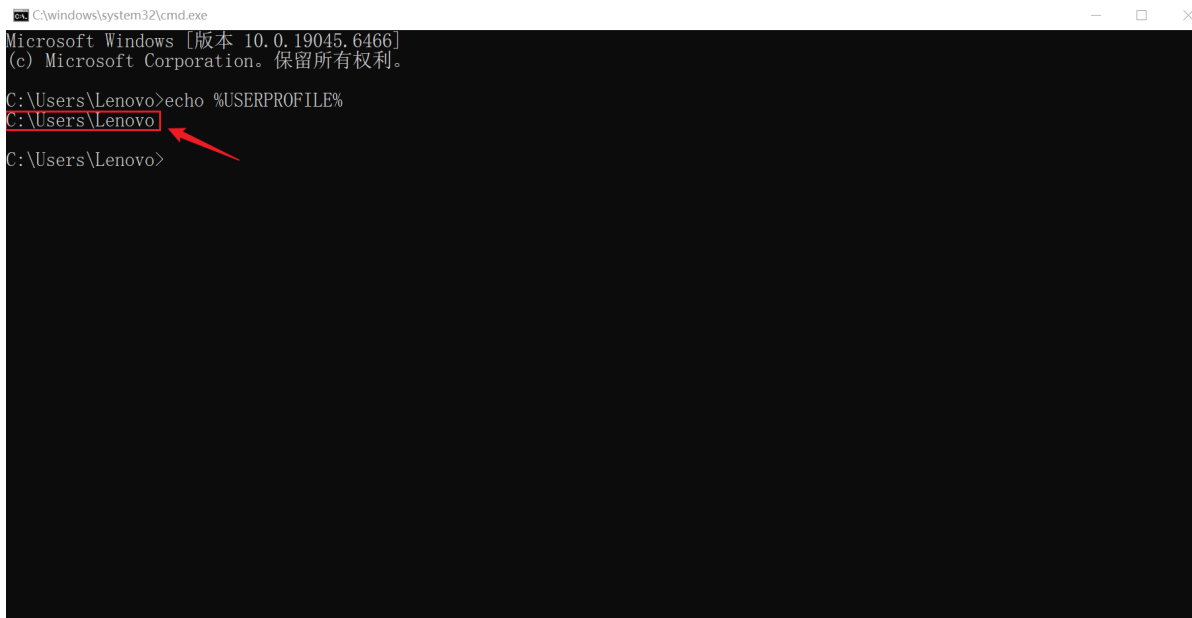 C:\windows\system32\cmd.exe
Microsoft Windows [版本 10.0.19045.6466]
(c) Microsoft Corporation。保留所有权利。
C:\Users\Lenovo>echo %USERPROFILE%
C:\Users\Lenovo
C:\Users\Lenovo>